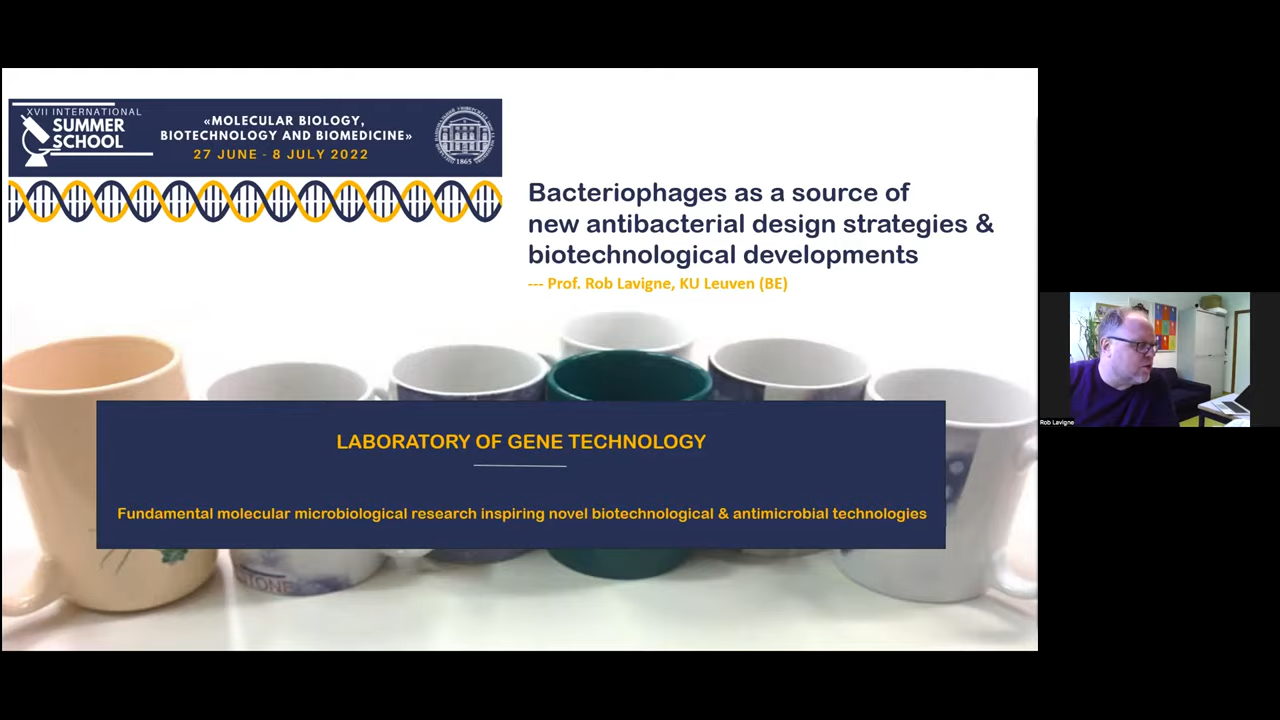 XVII INTERNATIONAL
SUMMER
SCHOOL
«MOLECULAR BIOLOGY,
BIOTECHNOLOGY AND BIOMEDICINE»
27 JUNE - 8 JULY 2022
1865
Bacteriophages as a source of
new antibacterial design strategies &
biotechnological developments
--- Prof. Rob Lavigne, KU Leuven (BE)
LABORATORY OF GENE TECHNOLOGY
Fundamental molecular microbiological research inspiring novel biotechnological & antimicrobial technologies
Rob Lavigne